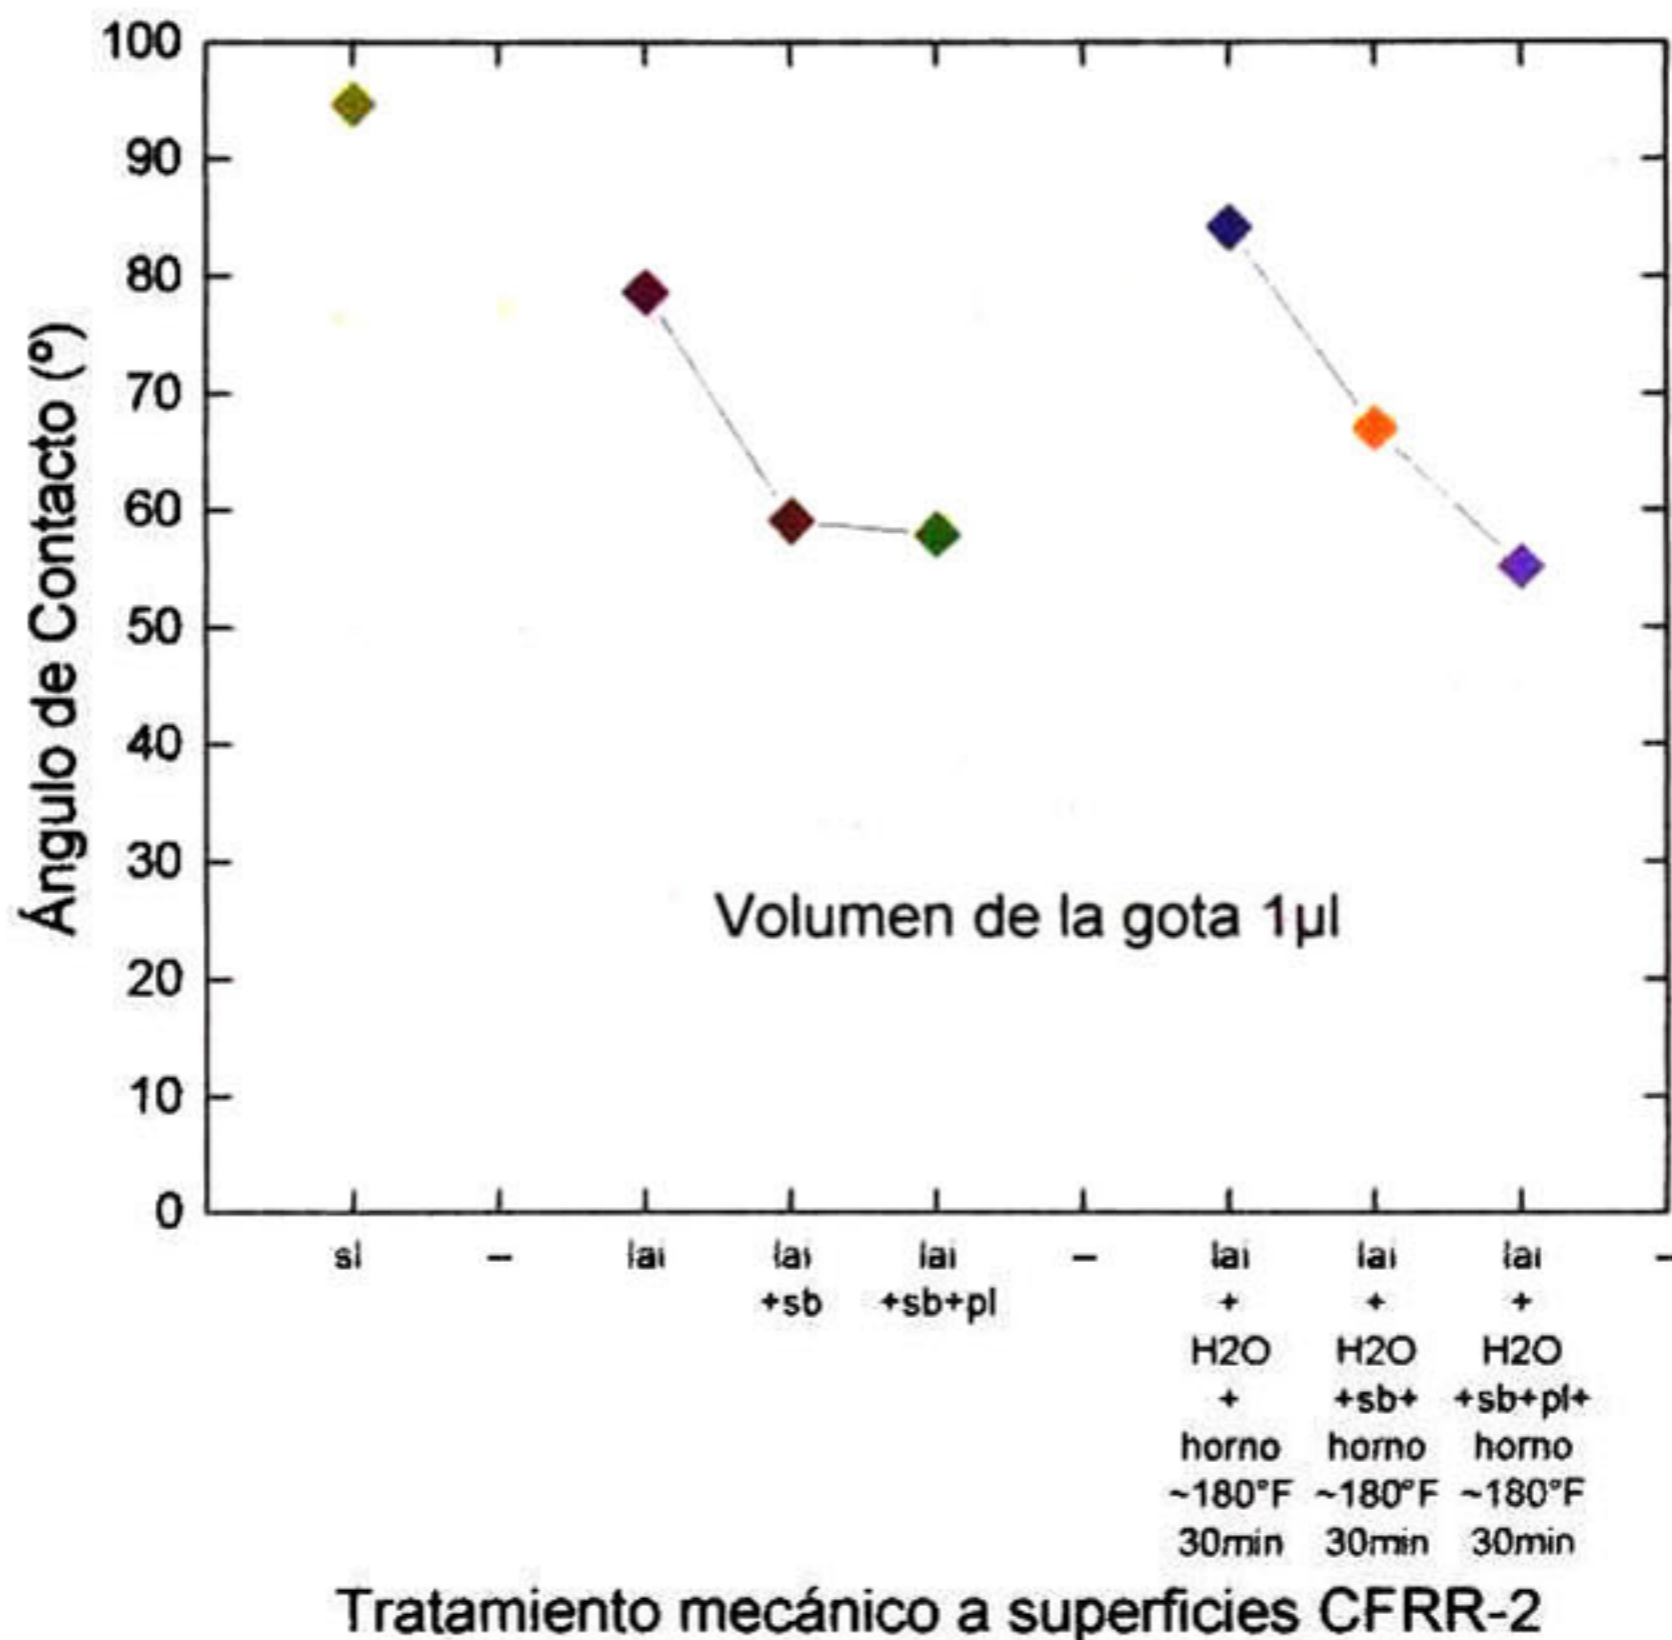 Ángulo de Contacto (º)
100
90
80
70
60
50
40
30
20
10
0
Volumen de la gota 1µl
sl – lai lai lai – lai lai lai –
+sb +sb+pl + + +
H2O H2O H2O
+ +sb+ +sb+pl+
horno horno horno
~180°F ~180°F ~180°F
30min 30min 30min
Tratamiento mecánico a superficies CFRR-2